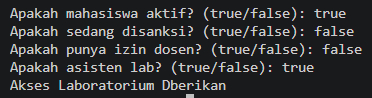 Apakah mahasiswa aktif? (true/false): true
Apakah sedang disanksi? (true/false): false
Apakah punya izin dosen? (true/false): false
Apakah asisten lab? (true/false): true
Akses Laboratorium Dberikan